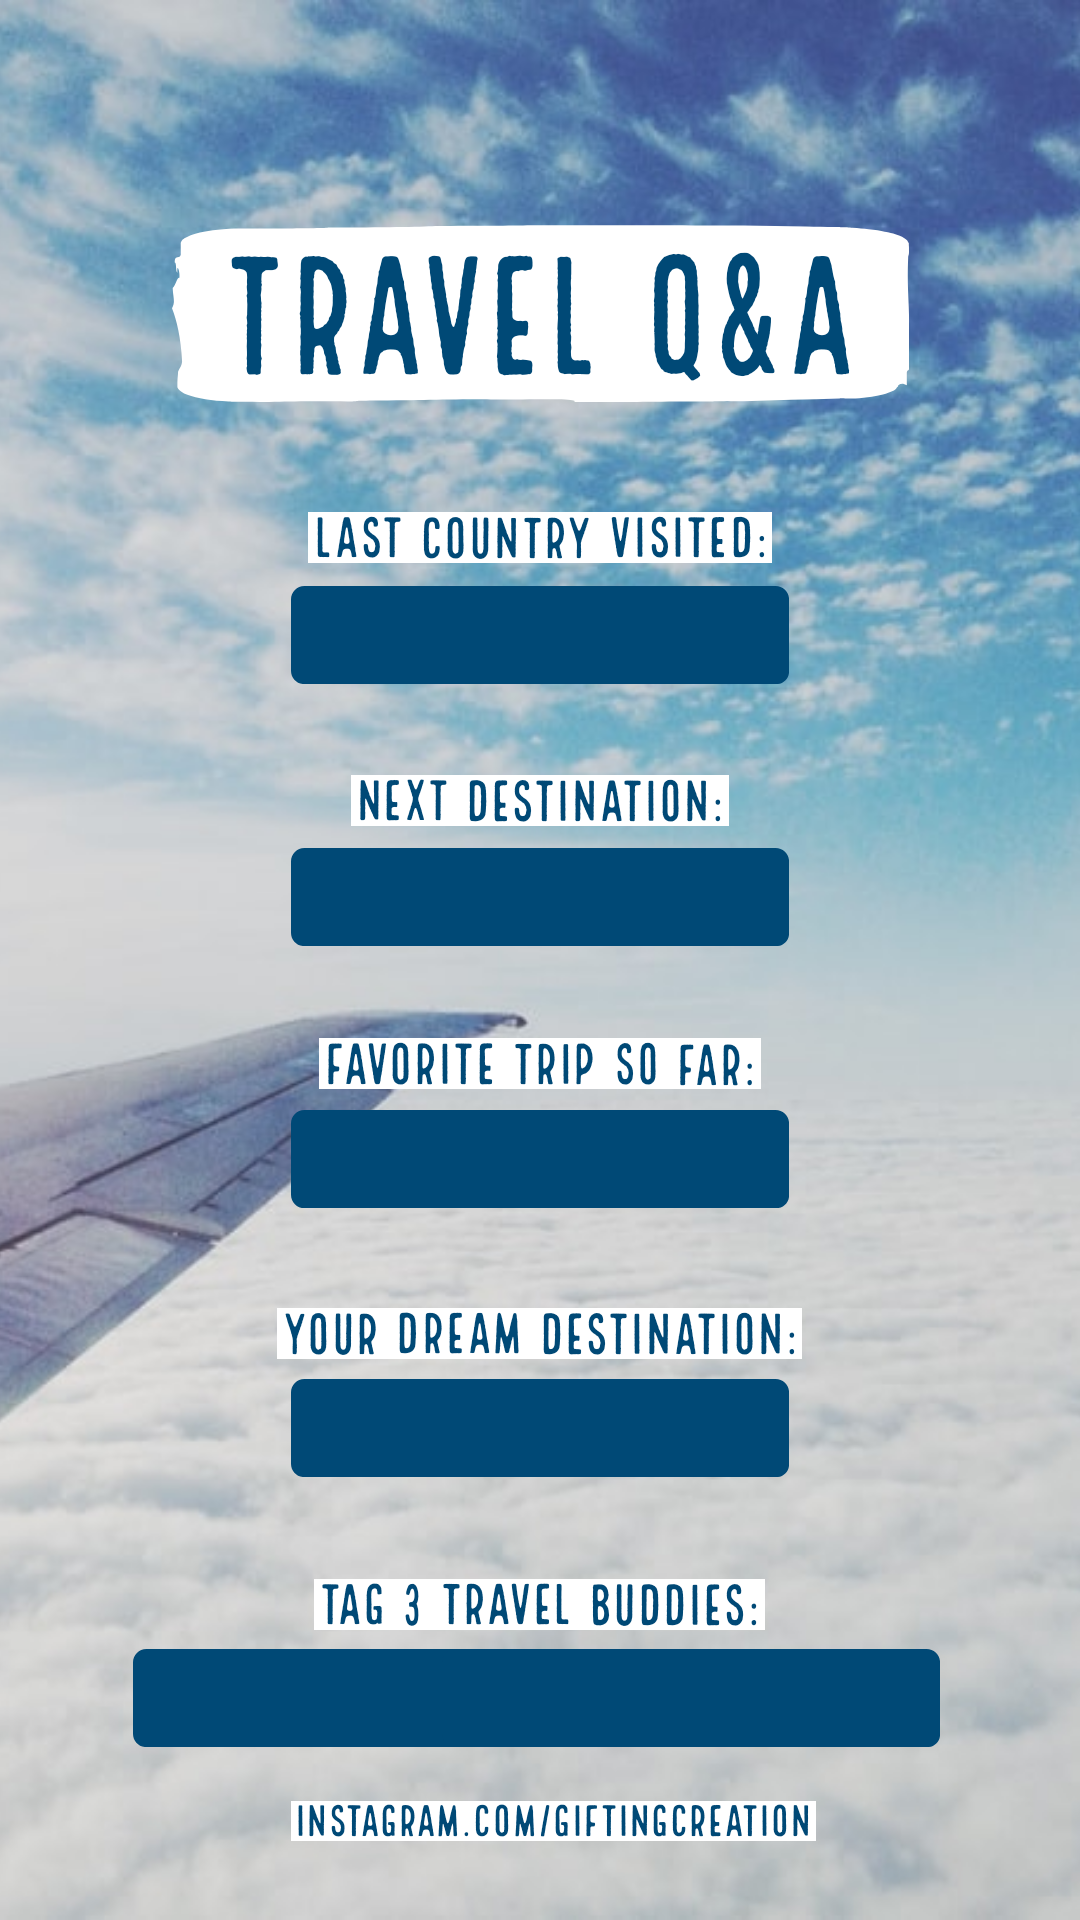 TRAVEL Q&A
LAST COUNTRY VISITED:
NEXT DESTINATION:
FAVORITE TRIP SO FAR:
YOUR DREAM DESTINATION:
TAG 3 TRAVEL BUDDIES:
INSTAGRAM.COM/GIFTINGCREATION